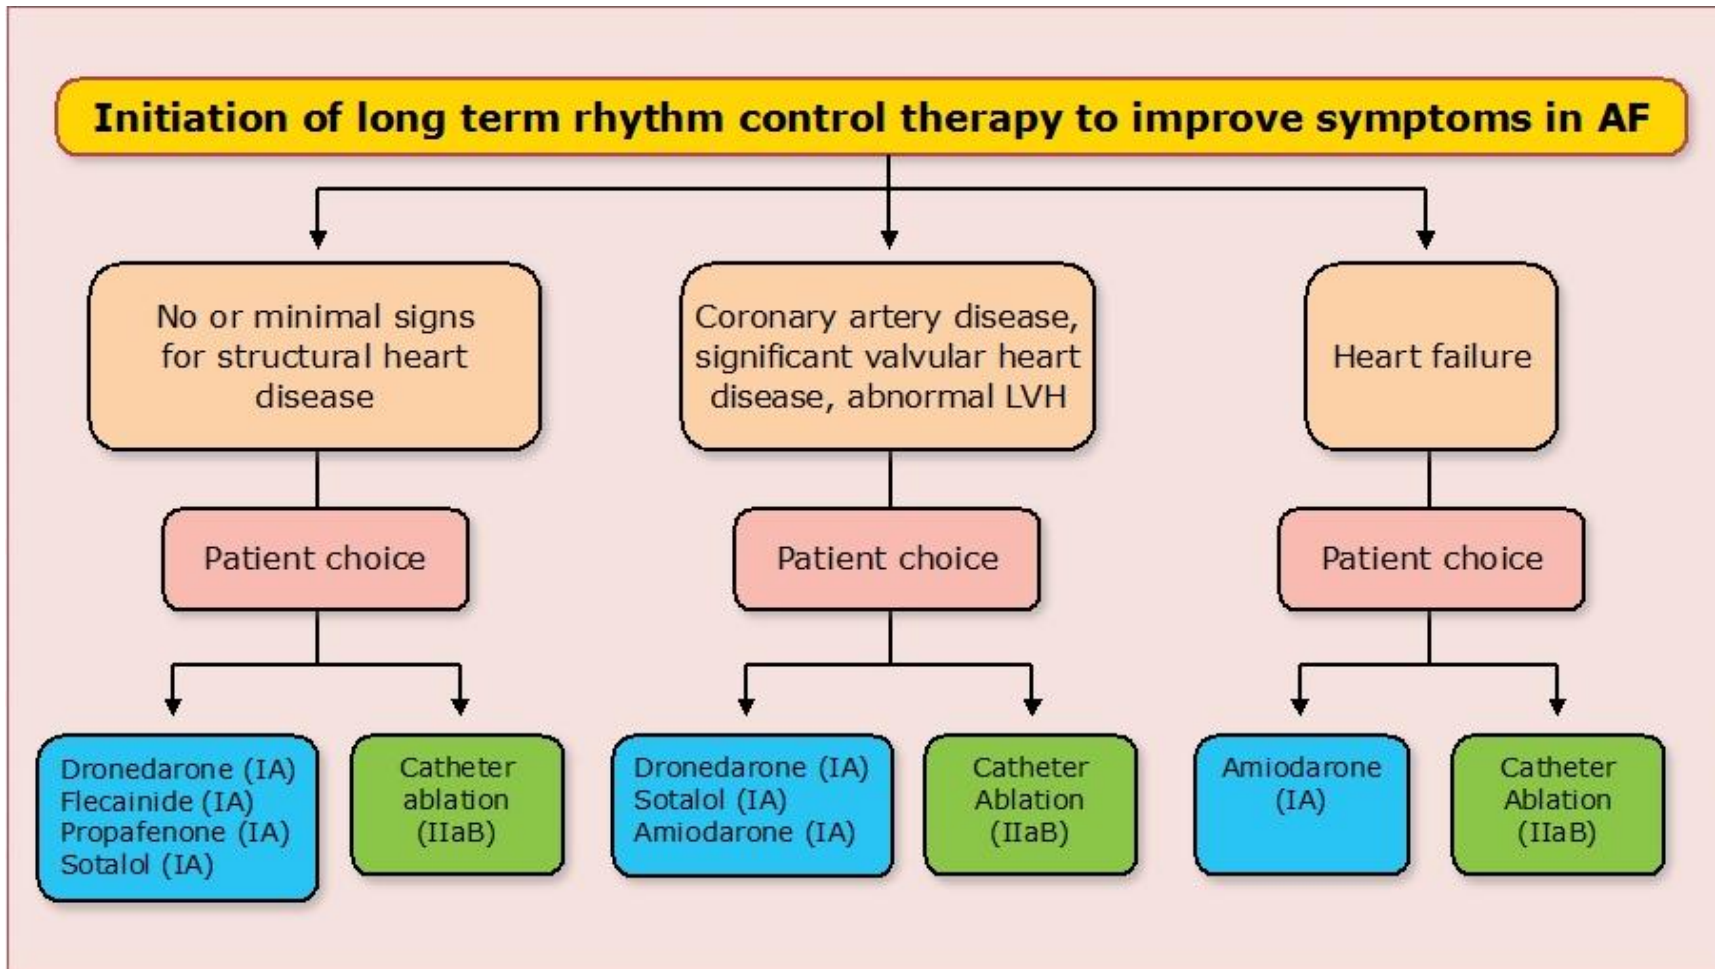 Initiation of long term rhythm control therapy to improve symptoms in AF
No or minimal signs
for structural heart
disease
Coronary artery disease,
significant valvular heart
disease, abnormal LVH
Heart failure
Patient choice
Patient choice
Patient choice
Dronedarone (IA)
Flecainide (IA)
Propafenone (IA)
Sotalol (IA)
Catheter
ablation
(IIaB)
Dronedarone (IA)
Sotalol (IA)
Amiodarone (IA)
Catheter
Ablation
(IIaB)
Amiodarone
(IA)
Catheter
Ablation
(IIaB)